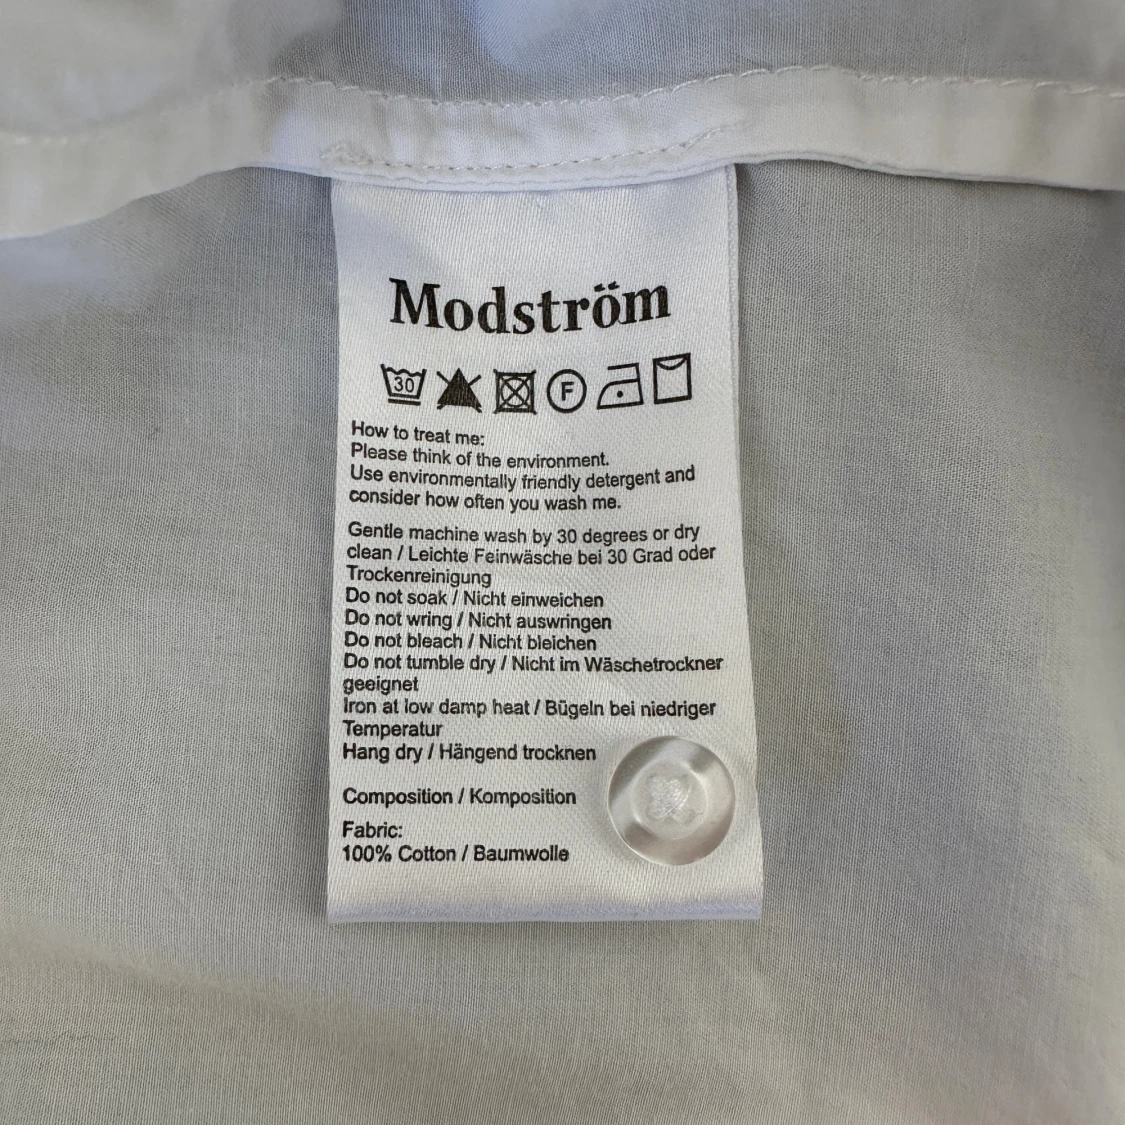 Modström
30 F
How to treat me:
Please think of the environment.
Use environmentally friendly detergent and
consider how often you wash me.
Gentle machine wash by 30 degrees or dry
clean / Leichte Feinwäsche bei 30 Grad oder
Trockenreinigung
Do not soak / Nicht einweichen
Do not wring / Nicht auswringen
Do not bleach / Nicht bleichen
Do not tumble dry / Nicht im Wäschetrockner
geeignet
Iron at low damp heat / Bügeln bei niedriger
Temperatur
Hang dry / Hängend trocknen
Composition / Komposition
Fabric:
100% Cotton / Baumwolle